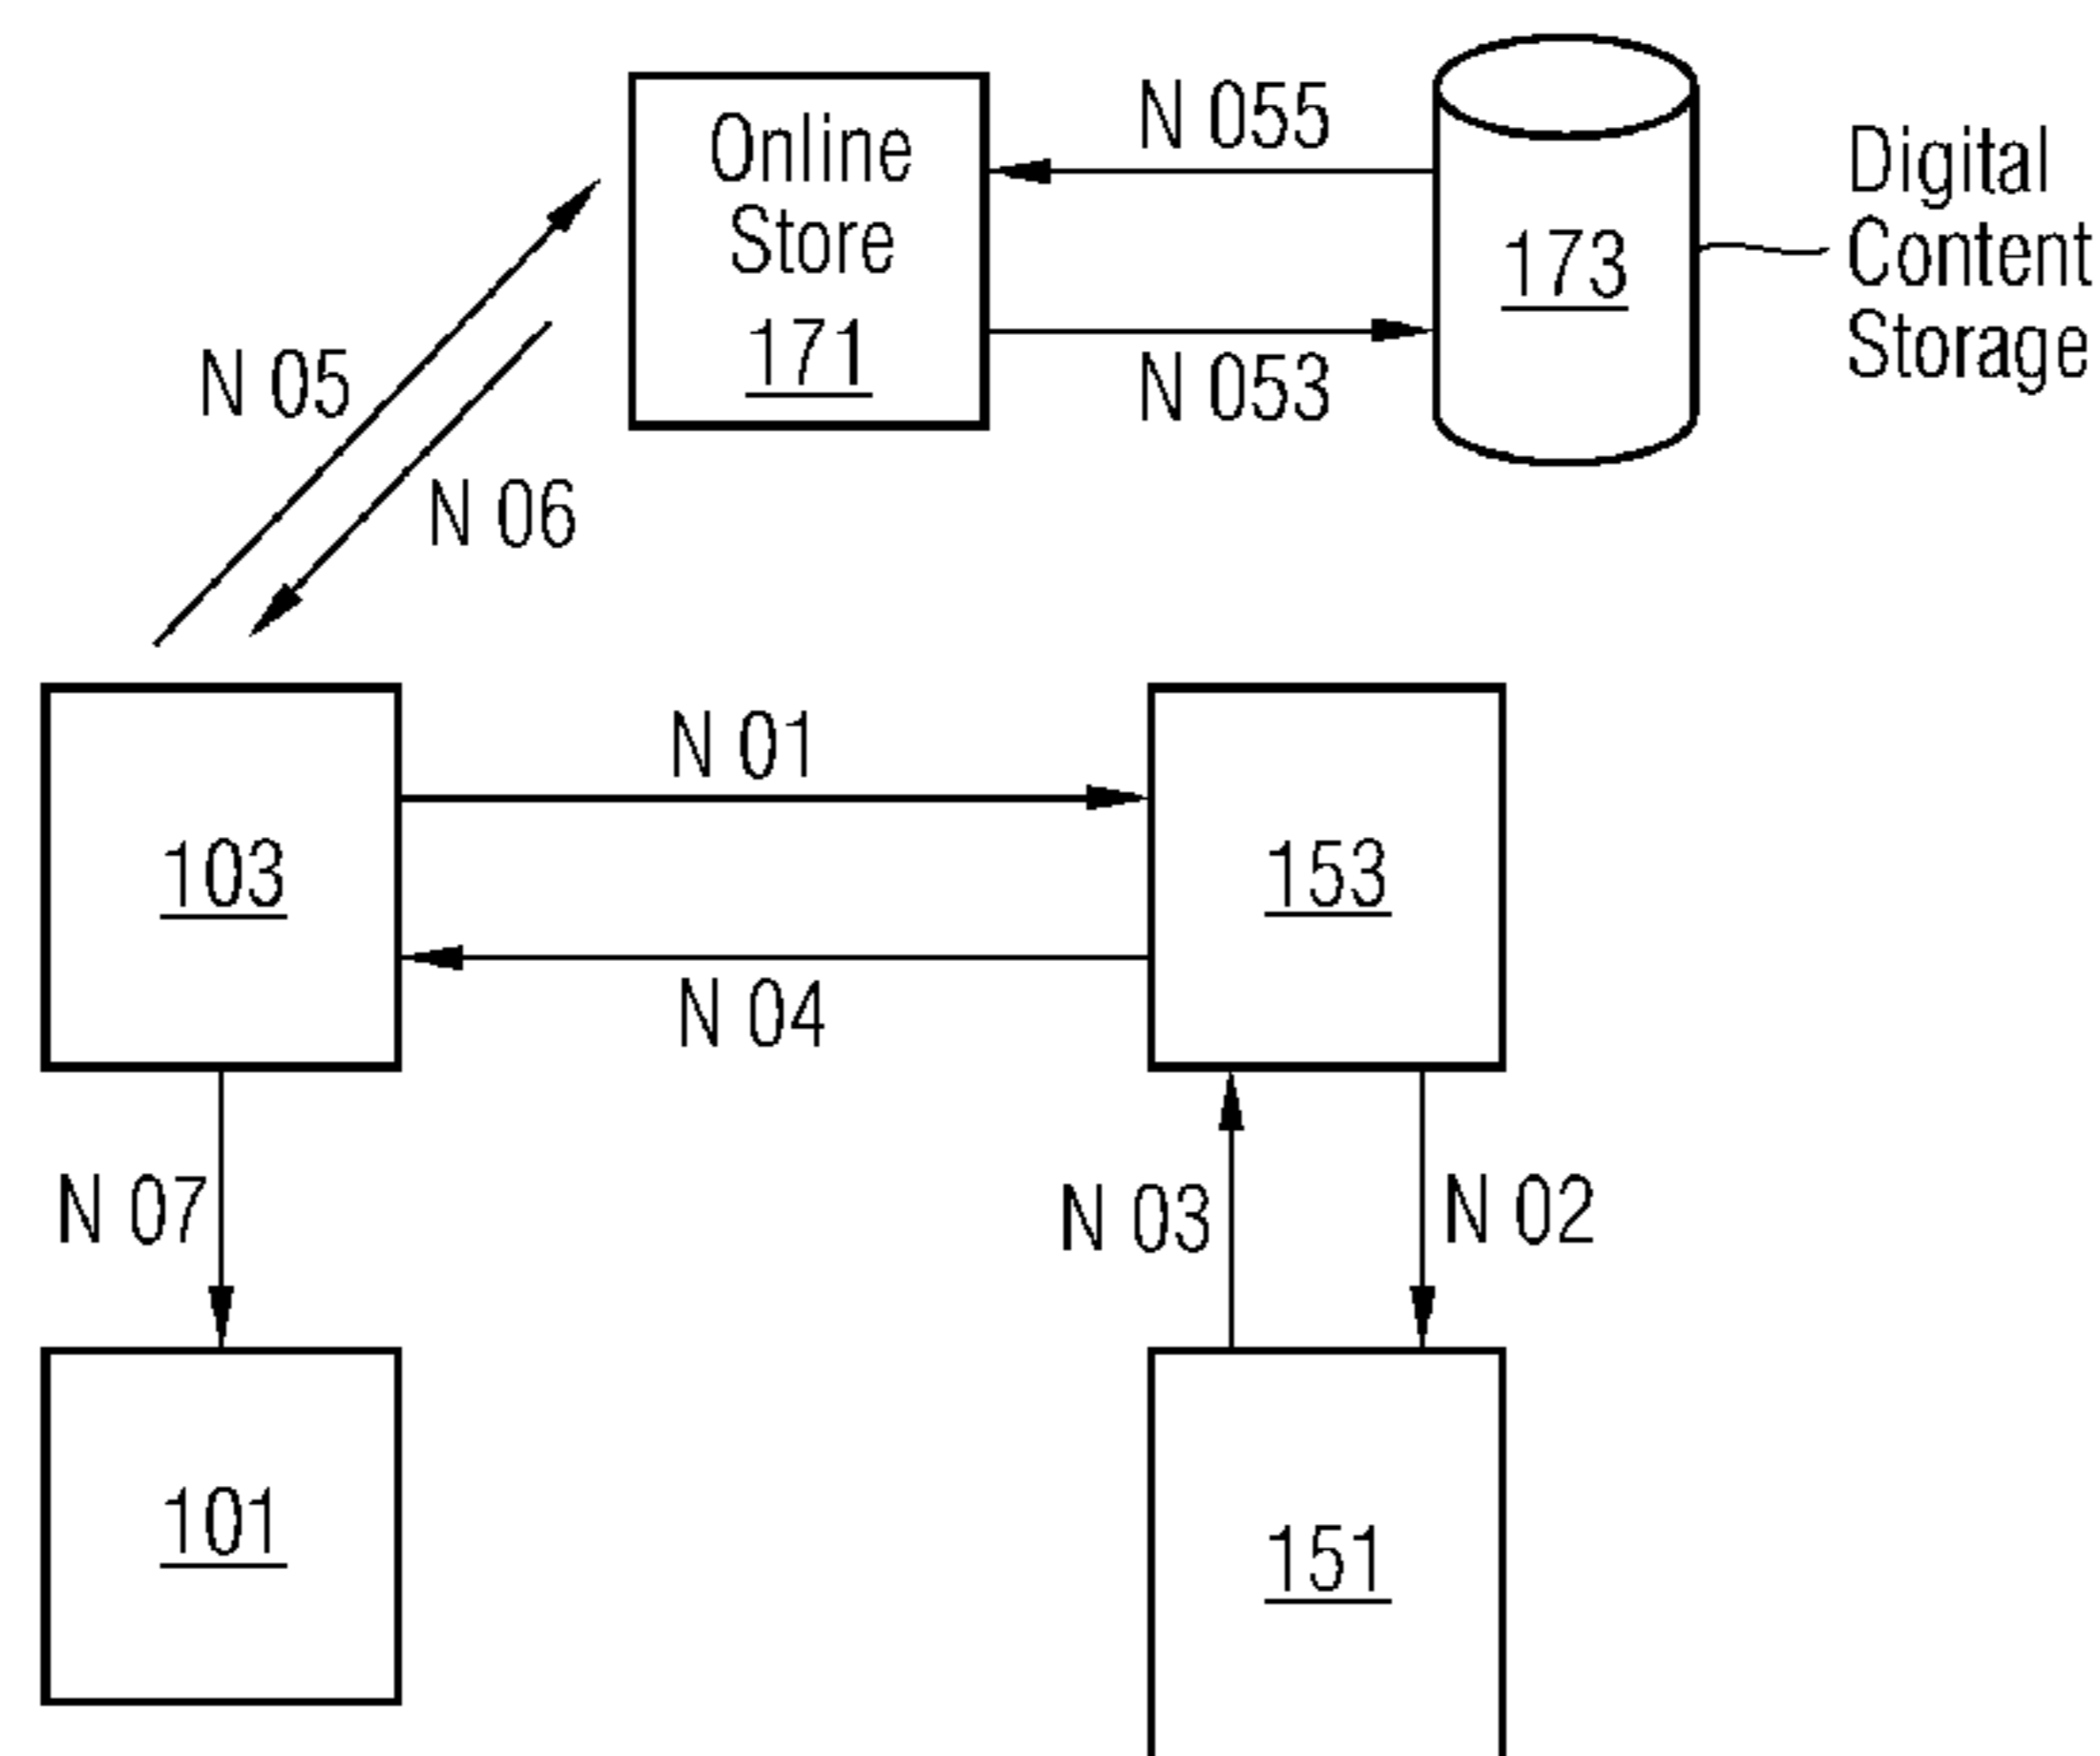 Online
Store
171
N 055
N 053
173
Digital
Content
Storage
N 05
N 06
N 01
103
153
N 04
N 07
N 03
N 02
101
151